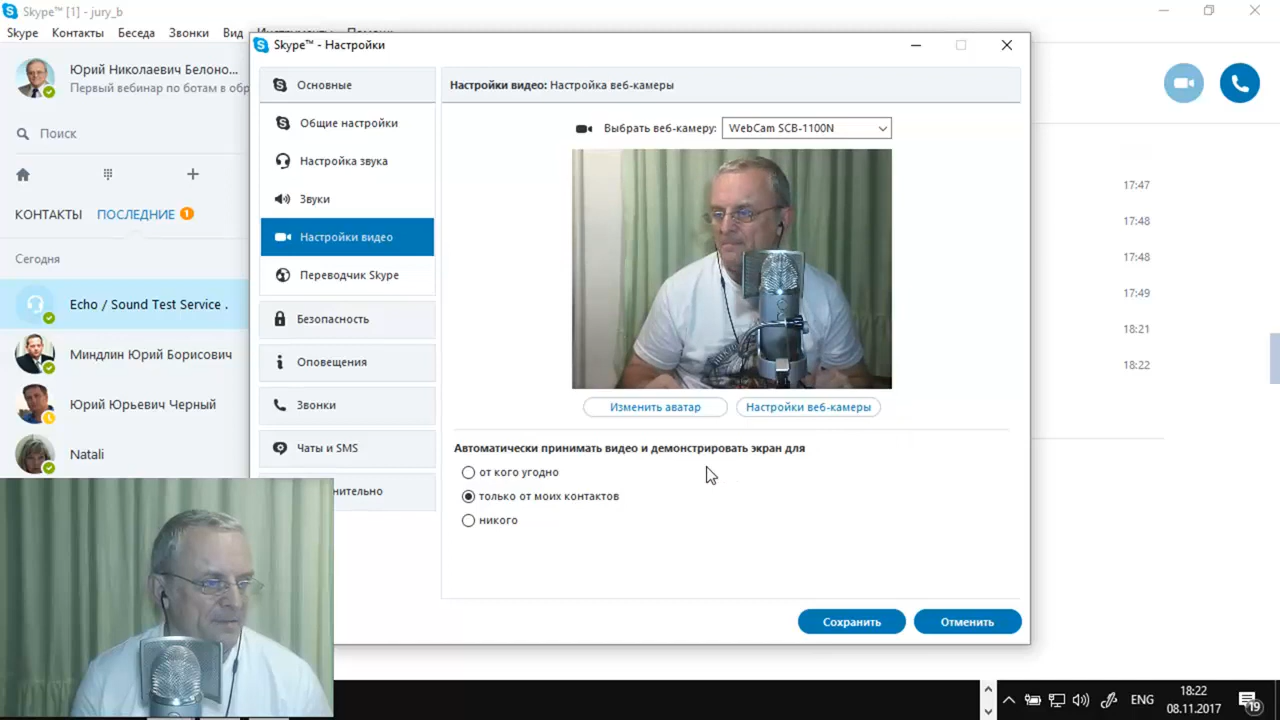 Skype™ [1] - jury_b
Skype Контакты Беседа Звонки Вид Инструменты Помощь
Юрий Николаевич Белоно...
Первый вебинар по ботам в обр
Поиск
КОНТАКТЫ ПОСЛЕДНИЕ 1
Сегодня
Echo / Sound Test Service .
Миндлин Юрий Борисович
Юрий Юрьевич Черный
Natali
Skype™ - Настройки
Основные
Общие настройки
Настройка звука
Звуки
Настройки видео
Переводчик Skype
Безопасность
Оповещения
Звонки
Чаты и SMS
нительно
Настройки видео: Настройка веб-камеры
Выбрать веб-камеру: WebCam SCB-1100N
Изменить аватар Настройки веб-камеры
Автоматически принимать видео и демонстрировать экран для
от кого угодно
только от моих контактов
никого
Сохранить Отменить
17:47
17:48
17:48
17:49
18:21
18:22
ENG
18:22
08.11.2017
19